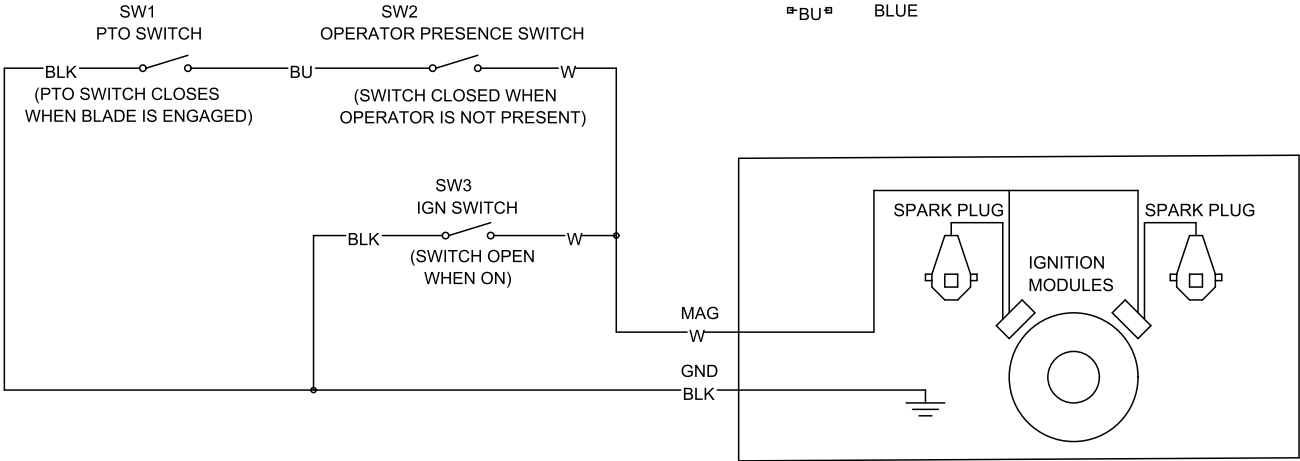 SW1
PTO SWITCH
SW2
OPERATOR PRESENCE SWITCH
BU BLUE
BLK
BU
W
(PTO SWITCH CLOSES
WHEN BLADE IS ENGAGED)
(SWITCH CLOSED WHEN
OPERATOR IS NOT PRESENT)
SW3
IGN SWITCH
BLK
W
(SWITCH OPEN
WHEN ON)
SPARK PLUG
SPARK PLUG
IGNITION
MODULES
MAG
W
GND
BLK